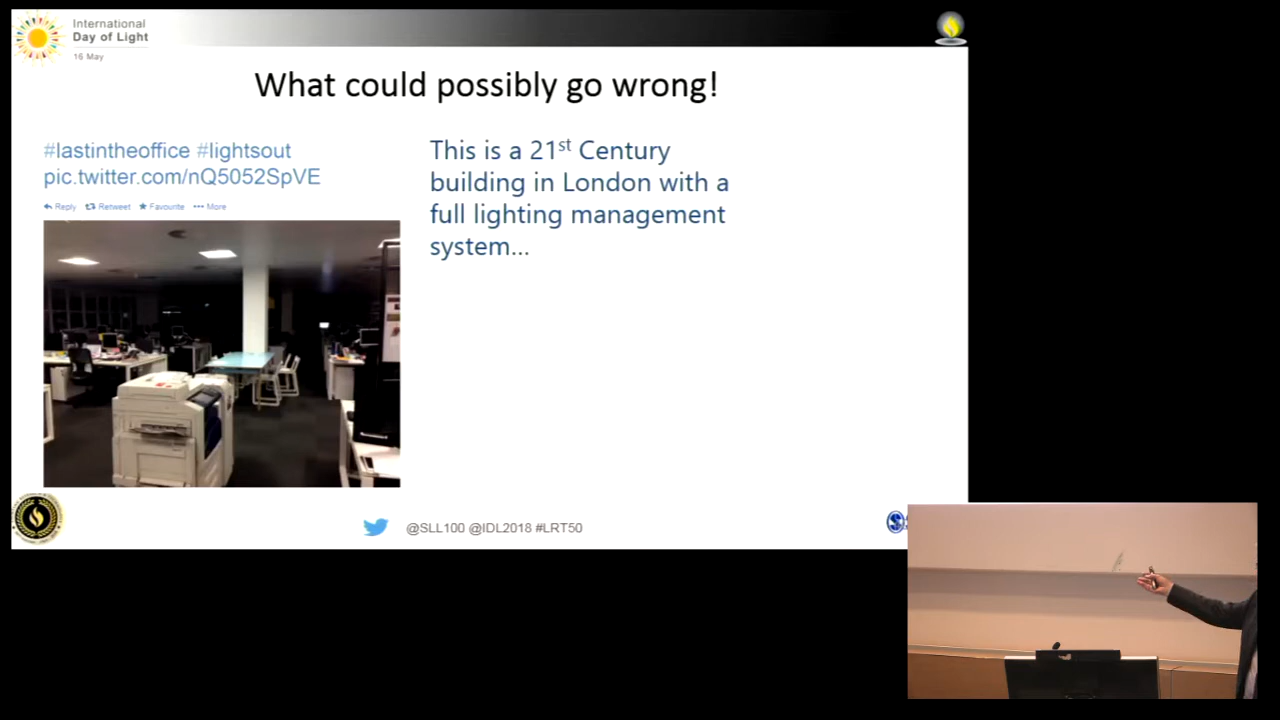 International
Day of Light
16 May
What could possibly go wrong!
#lastintheoffice #lightsout
pic.twitter.com/nQ5052SpVE
Reply Retweet Favourite More
This is a 21st Century
building in London with a
full lighting management
system...
@SLL100 @IDL2018 #LRT50